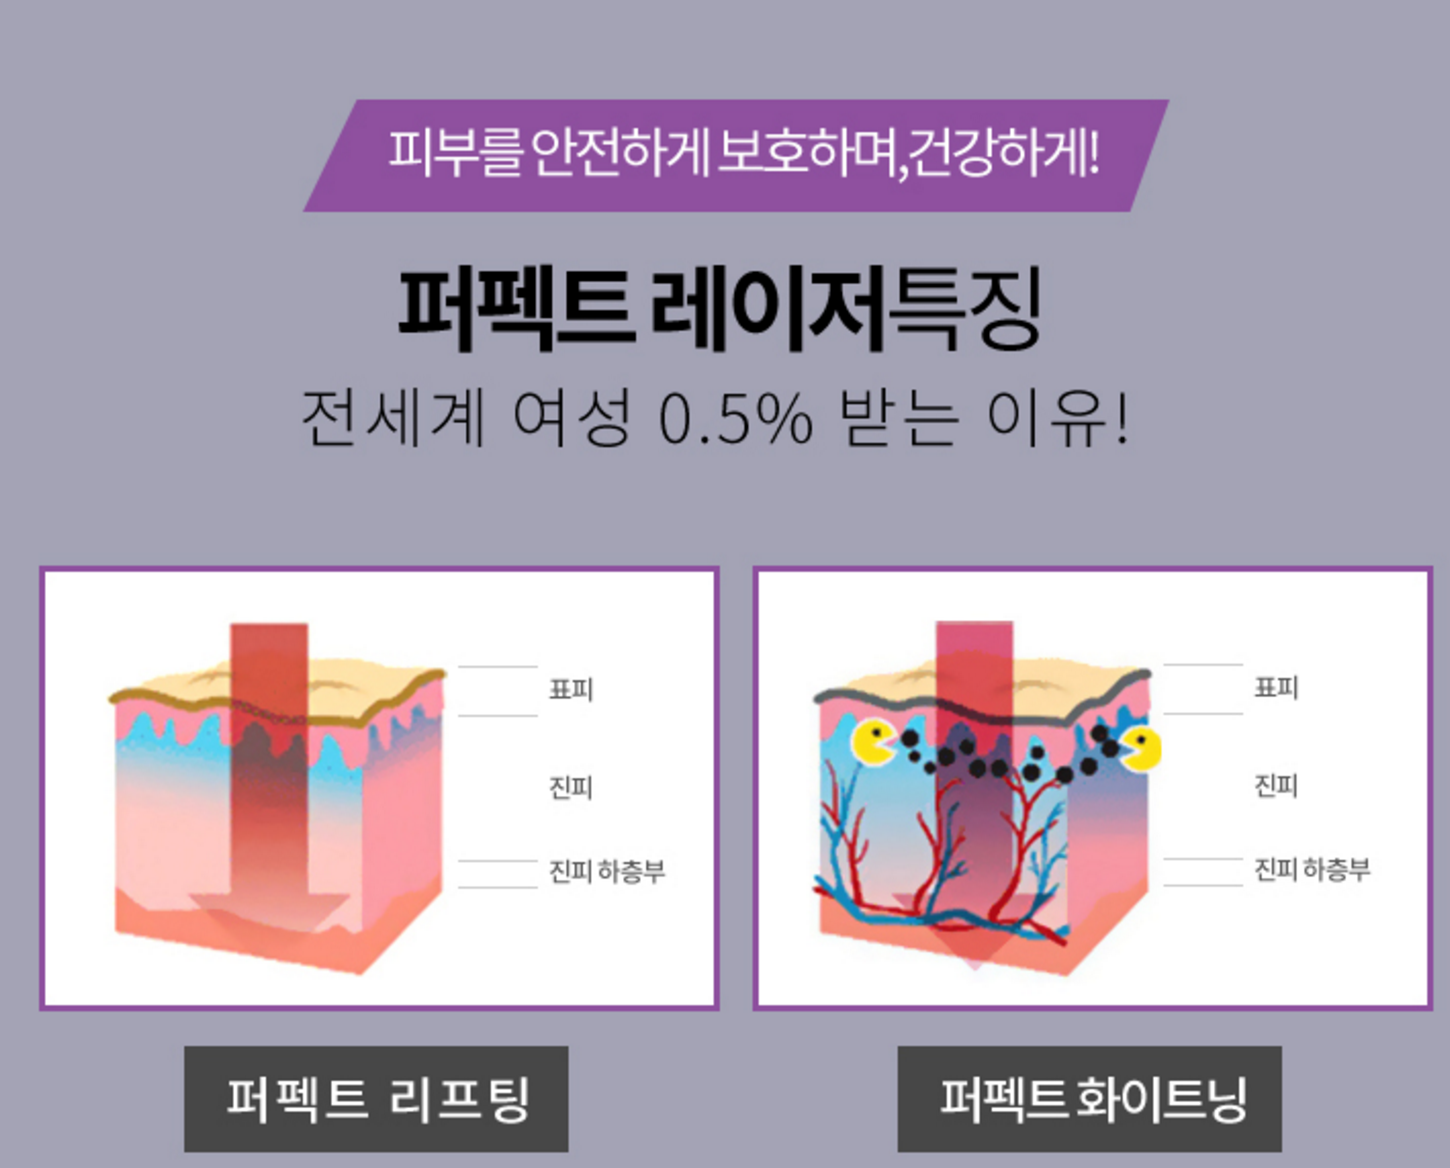 피부를 안전하게 보호하며,건강하게!
퍼펙트 레이저특징
전세계 여성 0.5% 받는 이유!
표피
진피
진피 하층부
표피
진피
진피 하층부
퍼펙트 리프팅
퍼펙트 화이트닝